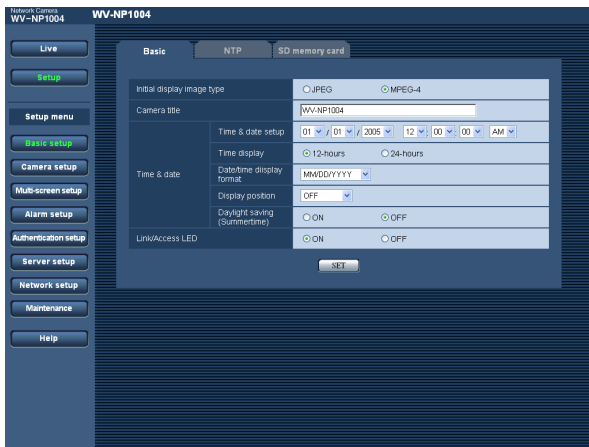 Network Camera
WV-NP1004
WV-NP1004
Live
Setup
Setup menu
Basic setup
Camera setup
Multi-screen setup
Alarm setup
Authentication setup
Server setup
Network setup
Maintenance
Help
Basic NTP SD memory card
Initial display image type JPEG MPEG-4
Camera title WV-NP1004
Time & date
Time & date setup 01 / 01 / 2005 12 : 00 : 00 AM
Time display 12-hours 24-hours
Date/time diisplay
format MM/DD/YYYY
Display position OFF
Daylight saving
(Summertime) ON OFF
Link/Access LED ON OFF
SET